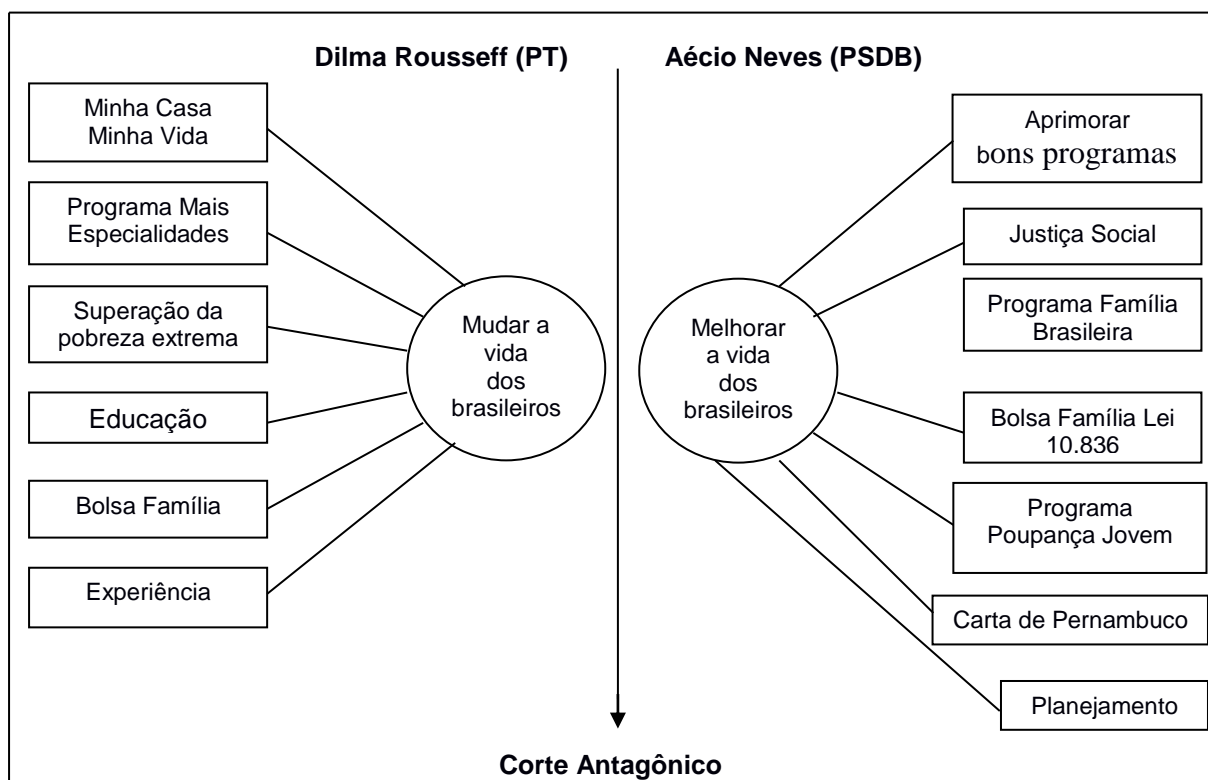 Dilma Rousseff (PT)
Aécio Neves (PSDB)
Minha Casa
Minha Vida
Programa Mais
Especialidades
Superação da
pobreza extrema
Educação
Bolsa Família
Experiência
Mudar a
vida
dos
brasileiros
Melhorar
a vida
dos
brasileiros
Aprimorar
bons programas
Justiça Social
Programa Família
Brasileira
Bolsa Família Lei
10.836
Programa
Poupança Jovem
Carta de Pernambuco
Planejamento
Corte Antagônico